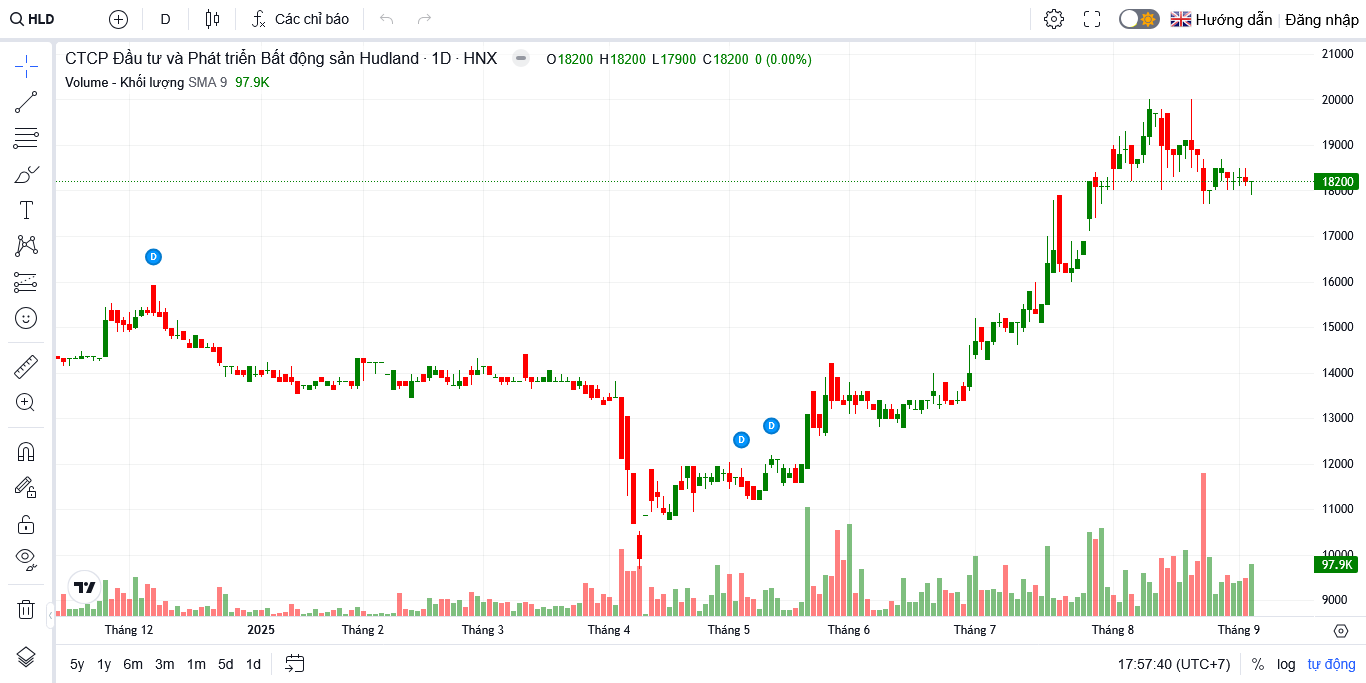 HLD D Các chỉ báo Hướng dẫn Đăng nhập
CTCP Đầu tư và Phát triển Bất động sản Hudland · 1D · HNX O18200 H18200 L17900 C18200 0 (0.00%)
Volume - Khối lượng SMA 9 97.9K
21000
20000
19000
18200
18000
17000
D
16000
15000
14000
13000
D
D
12000
11000
10000
97.9K
9000
Tháng 12 2025 Tháng 2 Tháng 3 Tháng 4 Tháng 5 Tháng 6 Tháng 7 Tháng 8 Tháng 9
5y 1y 6m 3m 1m 5d 1d 17:57:40 (UTC+7) % log tự động